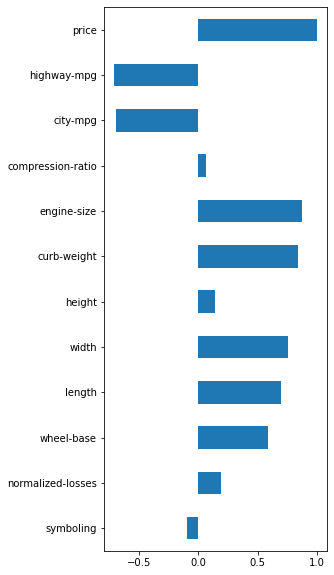 price
highway-mpg
city-mpg
compression-ratio
engine-size
curb-weight
height
width
length
wheel-base
normalized-losses
symboling
−0.5 0.0 0.5 1.0